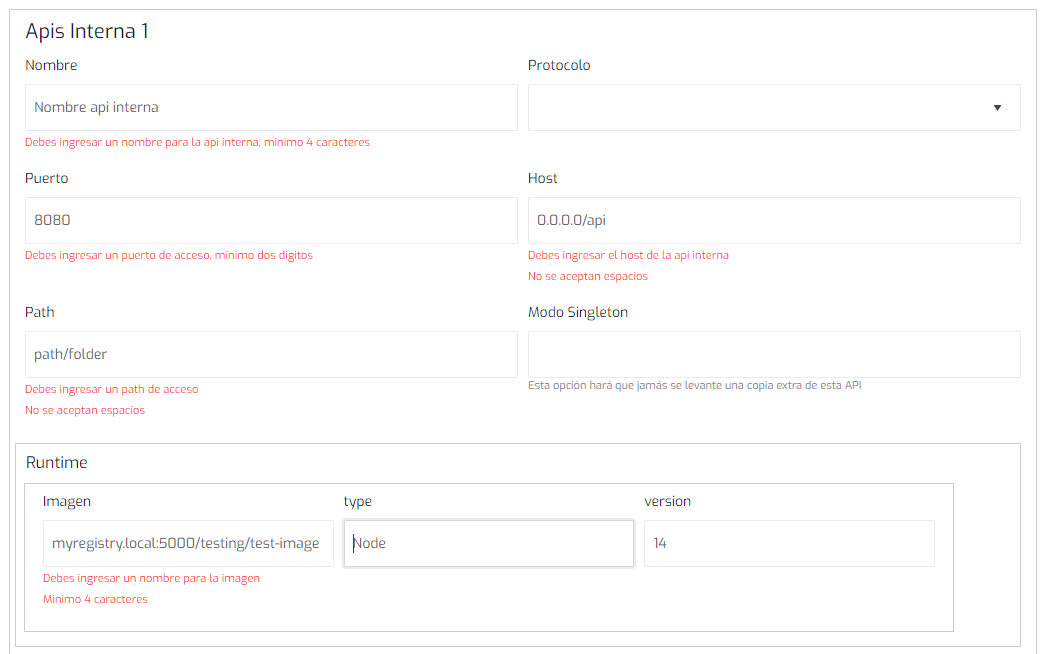 Apis Interna 1
Nombre
Protocolo
Nombre api interna
Debes ingresar un nombre para la api interna, minimo 4 caracteres
Puerto
Host
8080
0.0.0.0/api
Debes ingresar un puerto de acceso, minimo dos digitos
Debes ingresar el host de la api interna
No se aceptan espacios
Path
Modo Singleton
path/folder
Debes ingresar un path de acceso
Esta opción hará que jamás se levante una copia extra de esta API
No se aceptan espacios
Runtime
Imagen
type
version
myregistry.local:5000/testing/test-image
Node
14
Debes ingresar un nombre para la imagen
Minimo 4 caracteres